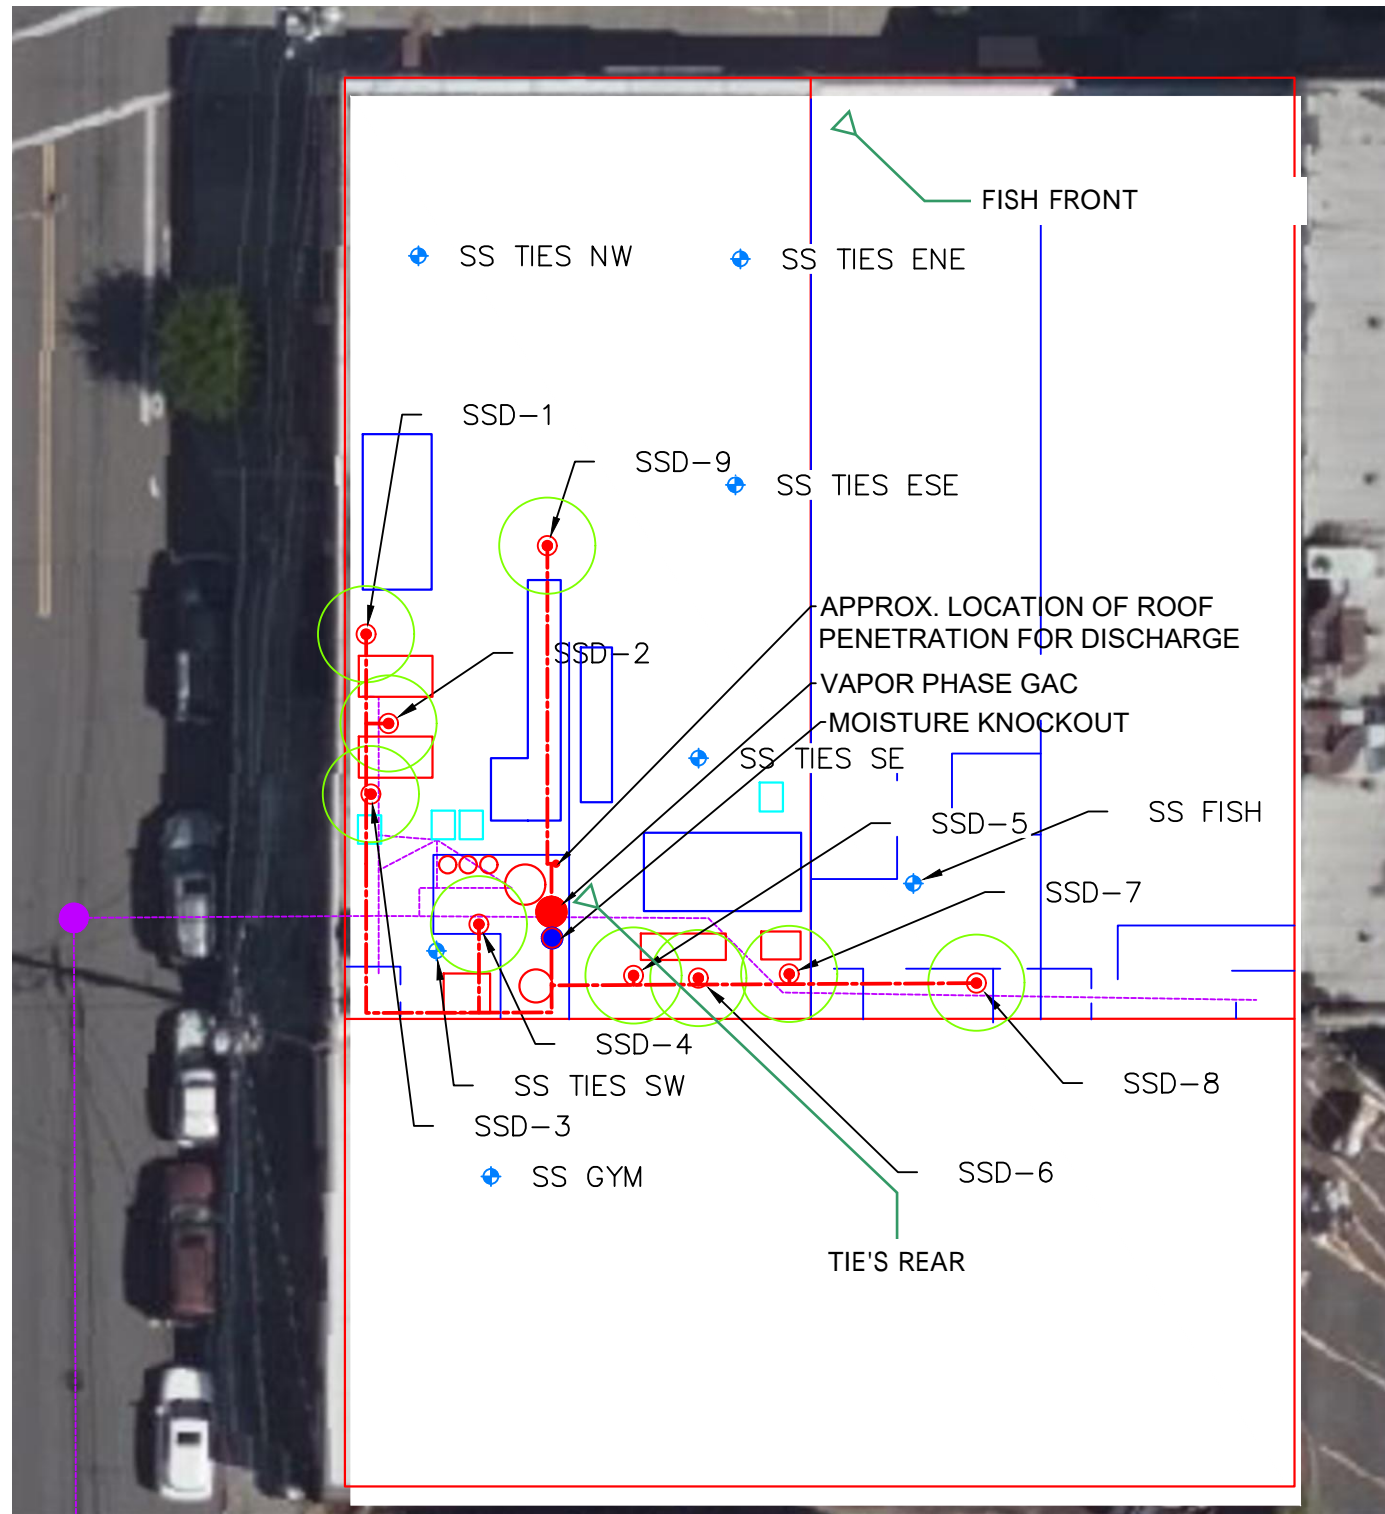 FISH FRONT
SS TIES NW
SS TIES ENE
SSD-1
SSD-9
SS TIES ESE
APPROX. LOCATION OF ROOF
PENETRATION FOR DISCHARGE
SSD-2
VAPOR PHASE GAC
MOISTURE KNOCKOUT
SS TIES SE
SS FISH
SSD-5
SSD-7
SSD-4
SS TIES SW
SSD-8
SSD-3
SS GYM
SSD-6
TIE'S REAR